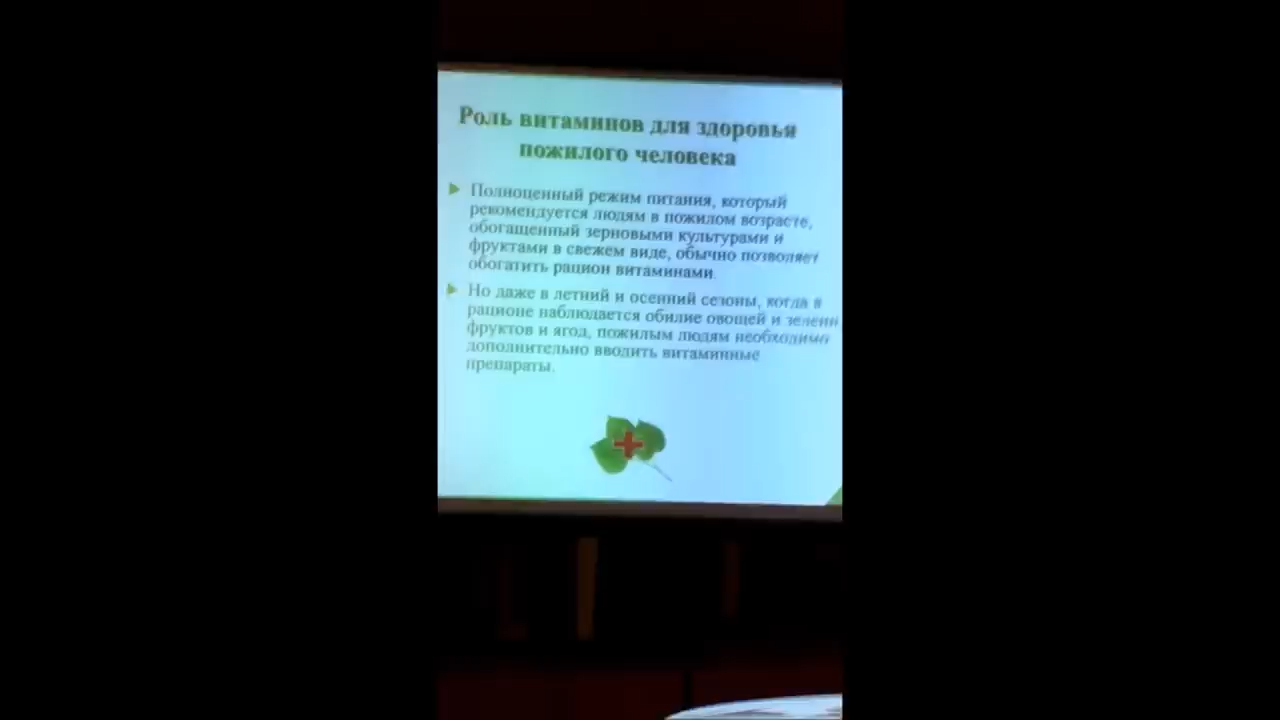 Роль витаминов для здоровья
пожилого человека
Полноценный режим питания, который
рекомендуется людям в пожилом возрасте,
обогащенный зерновыми культурами и
фруктами в свежем виде, обычно позволяет
обогатить рацион витаминами.
Но даже в летний и осенний сезоны, когда в
рационе наблюдается обилие овощей и зелени
фруктов и ягод, пожилым людям необходимо
дополнительно вводить витаминные
препараты.